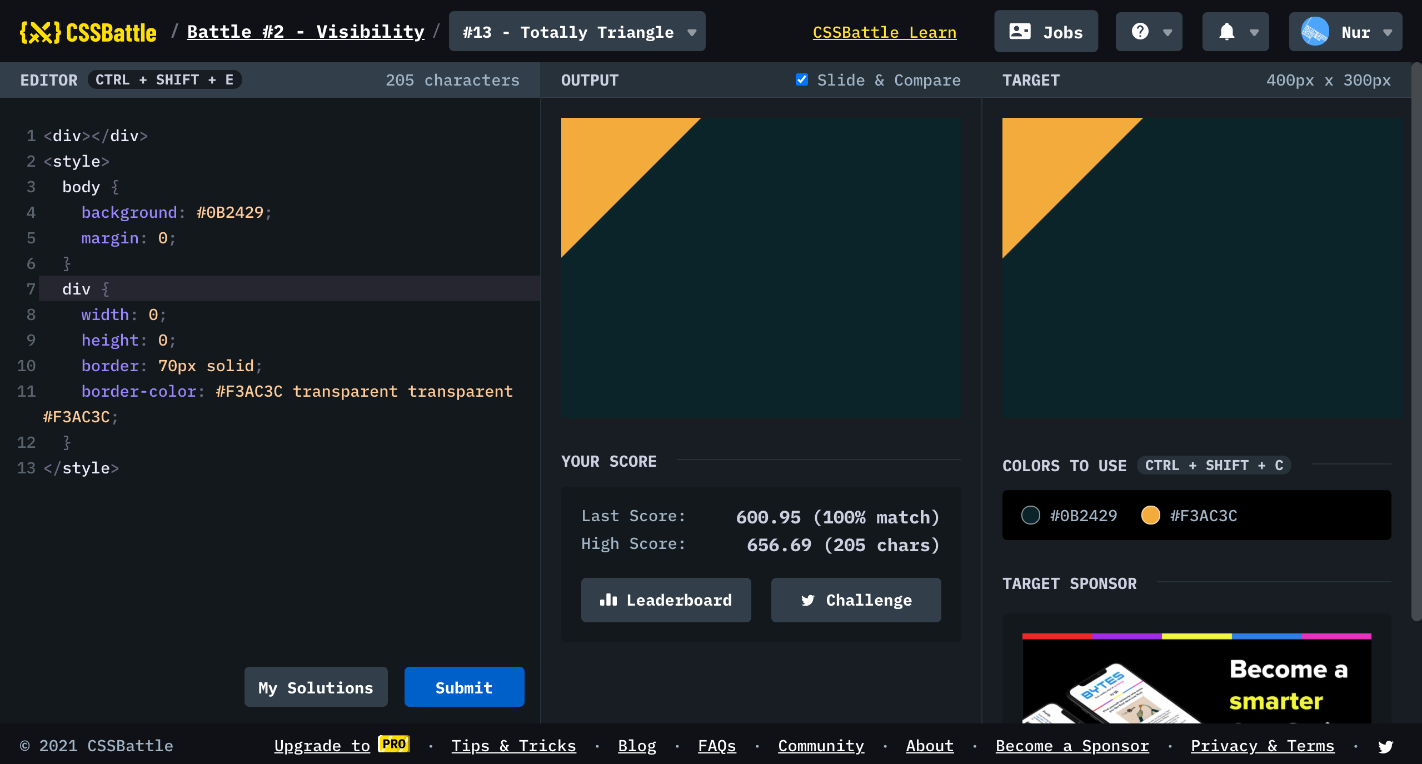 CSSBattle / Battle #2 - Visibility / #13 - Totally Triangle CSSBattle Learn Jobs Nur
EDITOR CTRL + SHIFT + E 205 characters
OUTPUT Slide & Compare
TARGET 400px x 300px
1 <div></div>
2 <style>
3 body {
4 background: #0B2429;
5 margin: 0;
6 }
7 div {
8 width: 0;
9 height: 0;
10 border: 70px solid;
11 border-color: #F3AC3C transparent transparent
#F3AC3C;
12 }
13 </style>
My Solutions Submit
YOUR SCORE
Last Score: 600.95 (100% match)
High Score: 656.69 (205 chars)
Leaderboard Challenge
COLORS TO USE CTRL + SHIFT + C
#0B2429 #F3AC3C
TARGET SPONSOR
BYTES
Become a
smarter
© 2021 CSSBattle Upgrade to PRO · Tips & Tricks · Blog · FAQs · Community · About · Become a Sponsor · Privacy & Terms ·